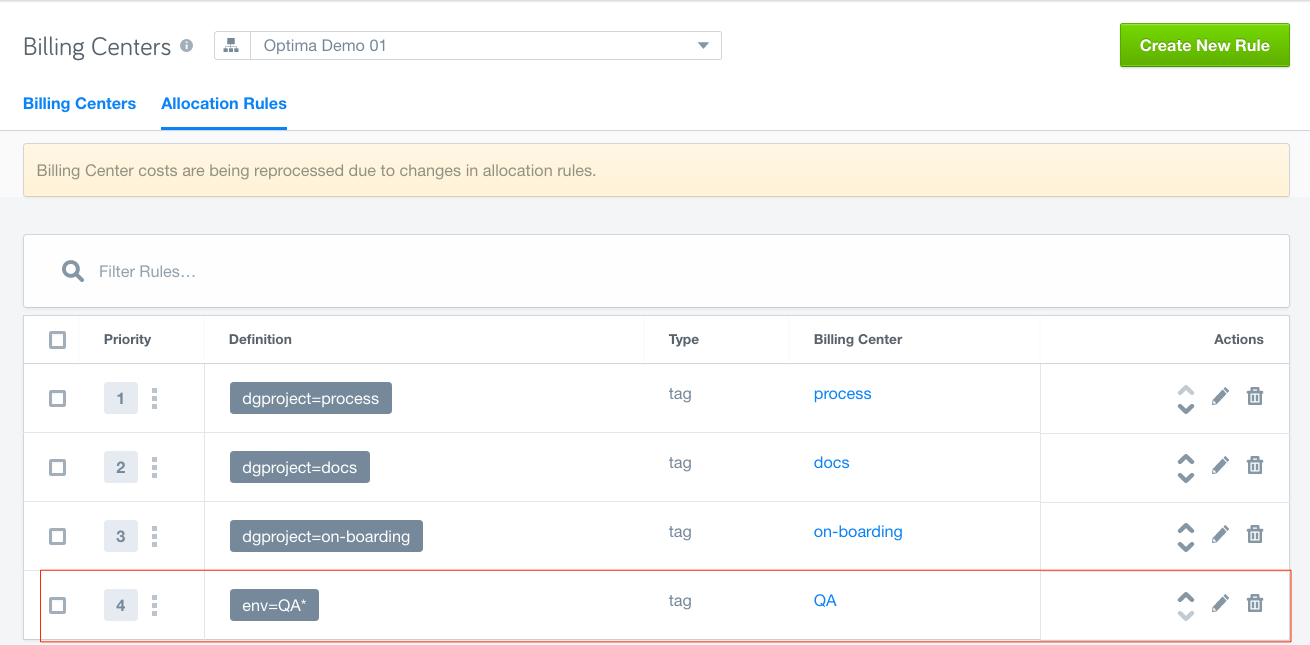 Billing Centers
Optima Demo 01
Create New Rule
Billing Centers Allocation Rules
Billing Center costs are being reprocessed due to changes in allocation rules.
Filter Rules…
Priority Definition Type Billing Center Actions
1 dgproject=process tag process
2 dgproject=docs tag docs
3 dgproject=on-boarding tag on-boarding
4 env=QA* tag QA